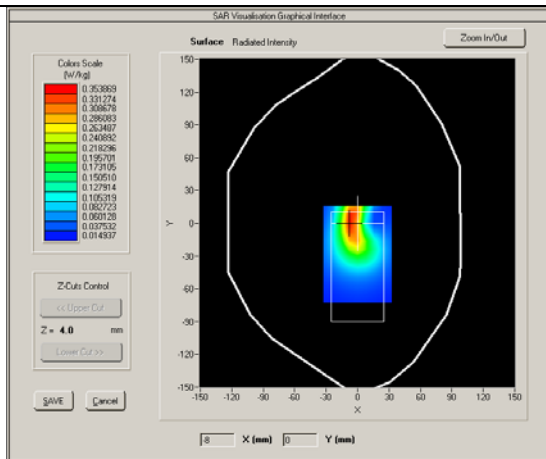 SAR Visualisation Graphical Interface
Surface Radiated Intensity
Zoom In/Out
Colors Scale
(W/kg)
0.353869
0.331274
0.308678
0.286083
0.263487
0.240892
0.218296
0.195701
0.173105
0.150510
0.127914
0.105319
0.082723
0.060128
0.037532
0.014937
Z-Cuts Control
<< Upper Cut
Z = 4.0 mm
Lower Cut >>
SAVE Cancel
150-
120-
90-
60-
30-
0-
-30-
-60-
-90-
-120-
-150-
Y
-150 -120 -90 -60 -30 0 30 60 90 120 150
X
-8 X (mm) 0 Y (mm)